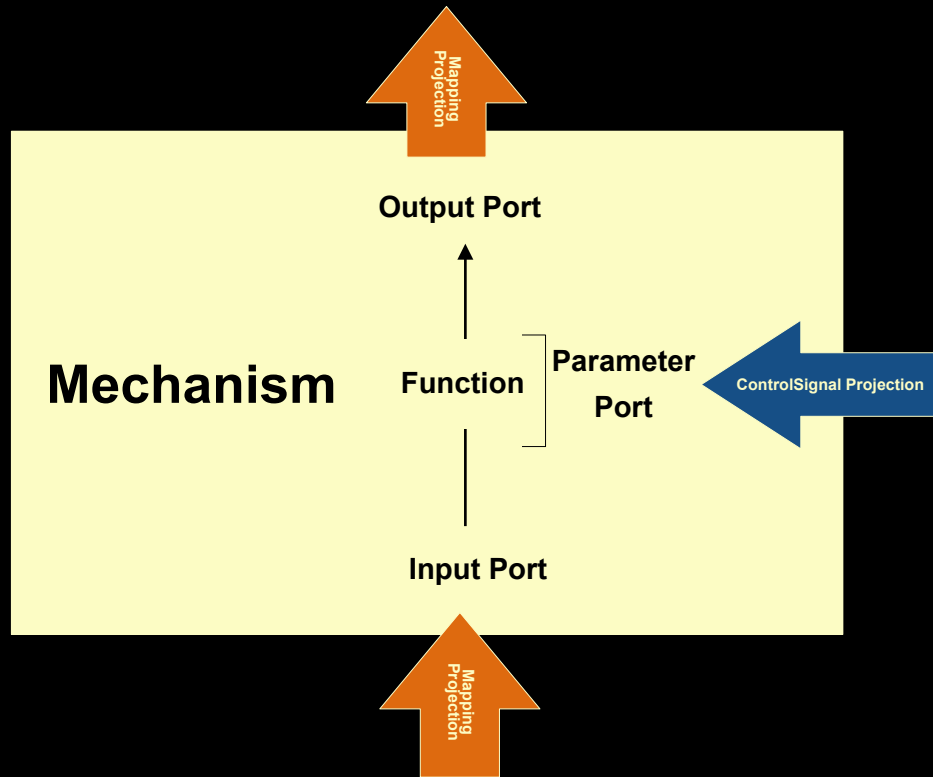 Mapping
Projection
Output Port
Mechanism
Function
Parameter
Port
ControlSignal Projection
Input Port
Mapping
Projection